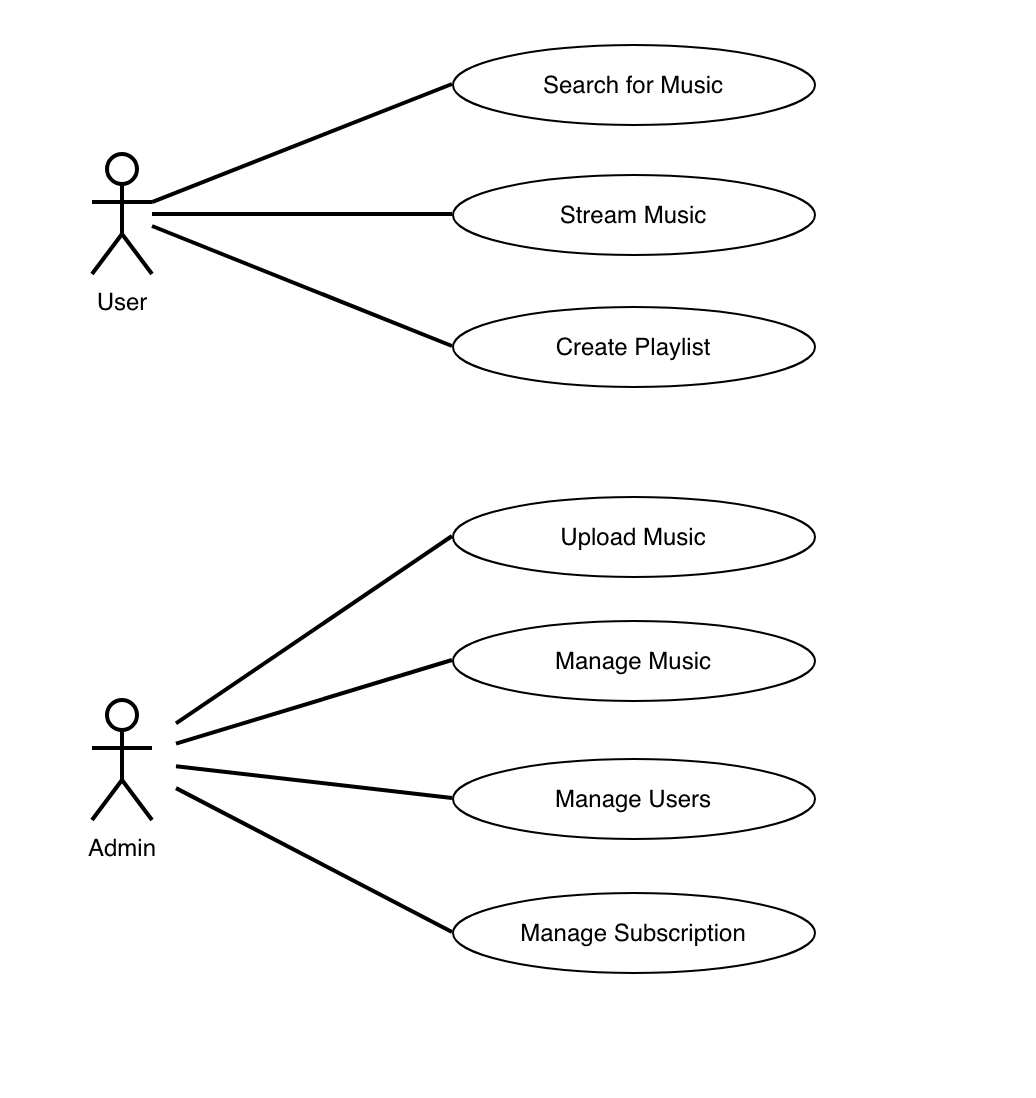 Search for Music
Stream Music
User
Create Playlist
Upload Music
Manage Music
Manage Users
Admin
Manage Subscription